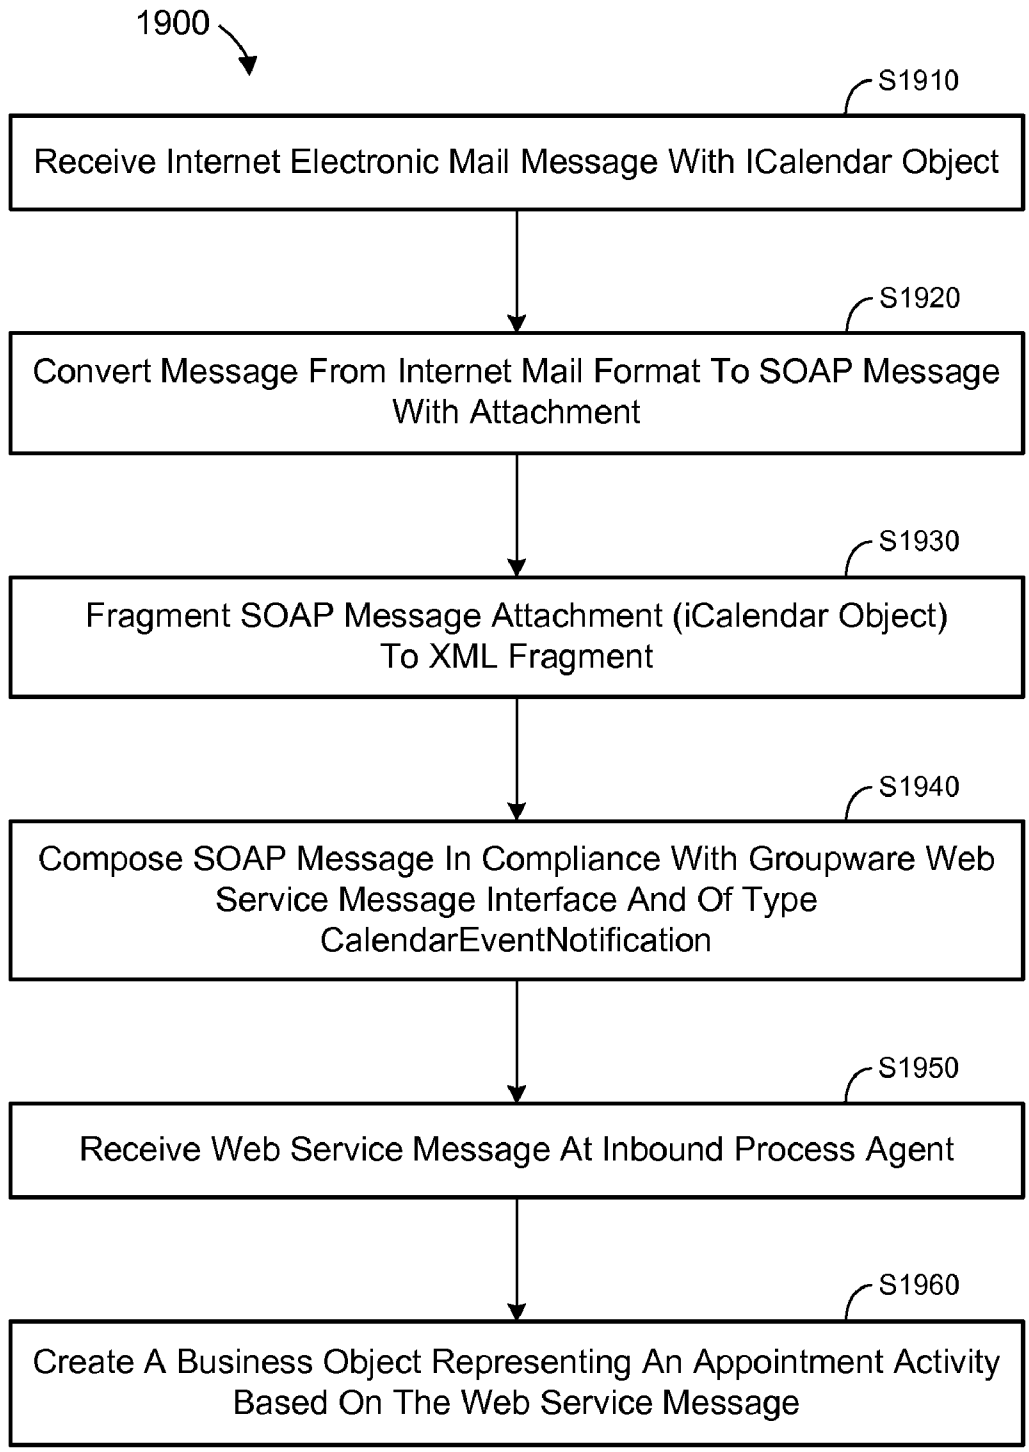 1900
S1910
Receive Internet Electronic Mail Message With ICalendar Object
S1920
Convert Message From Internet Mail Format To SOAP Message
With Attachment
S1930
Fragment SOAP Message Attachment (iCalendar Object)
To XML Fragment
S1940
Compose SOAP Message In Compliance With Groupware Web
Service Message Interface And Of Type
CalendarEventNotification
S1950
Receive Web Service Message At Inbound Process Agent
S1960
Create A Business Object Representing An Appointment Activity
Based On The Web Service Message